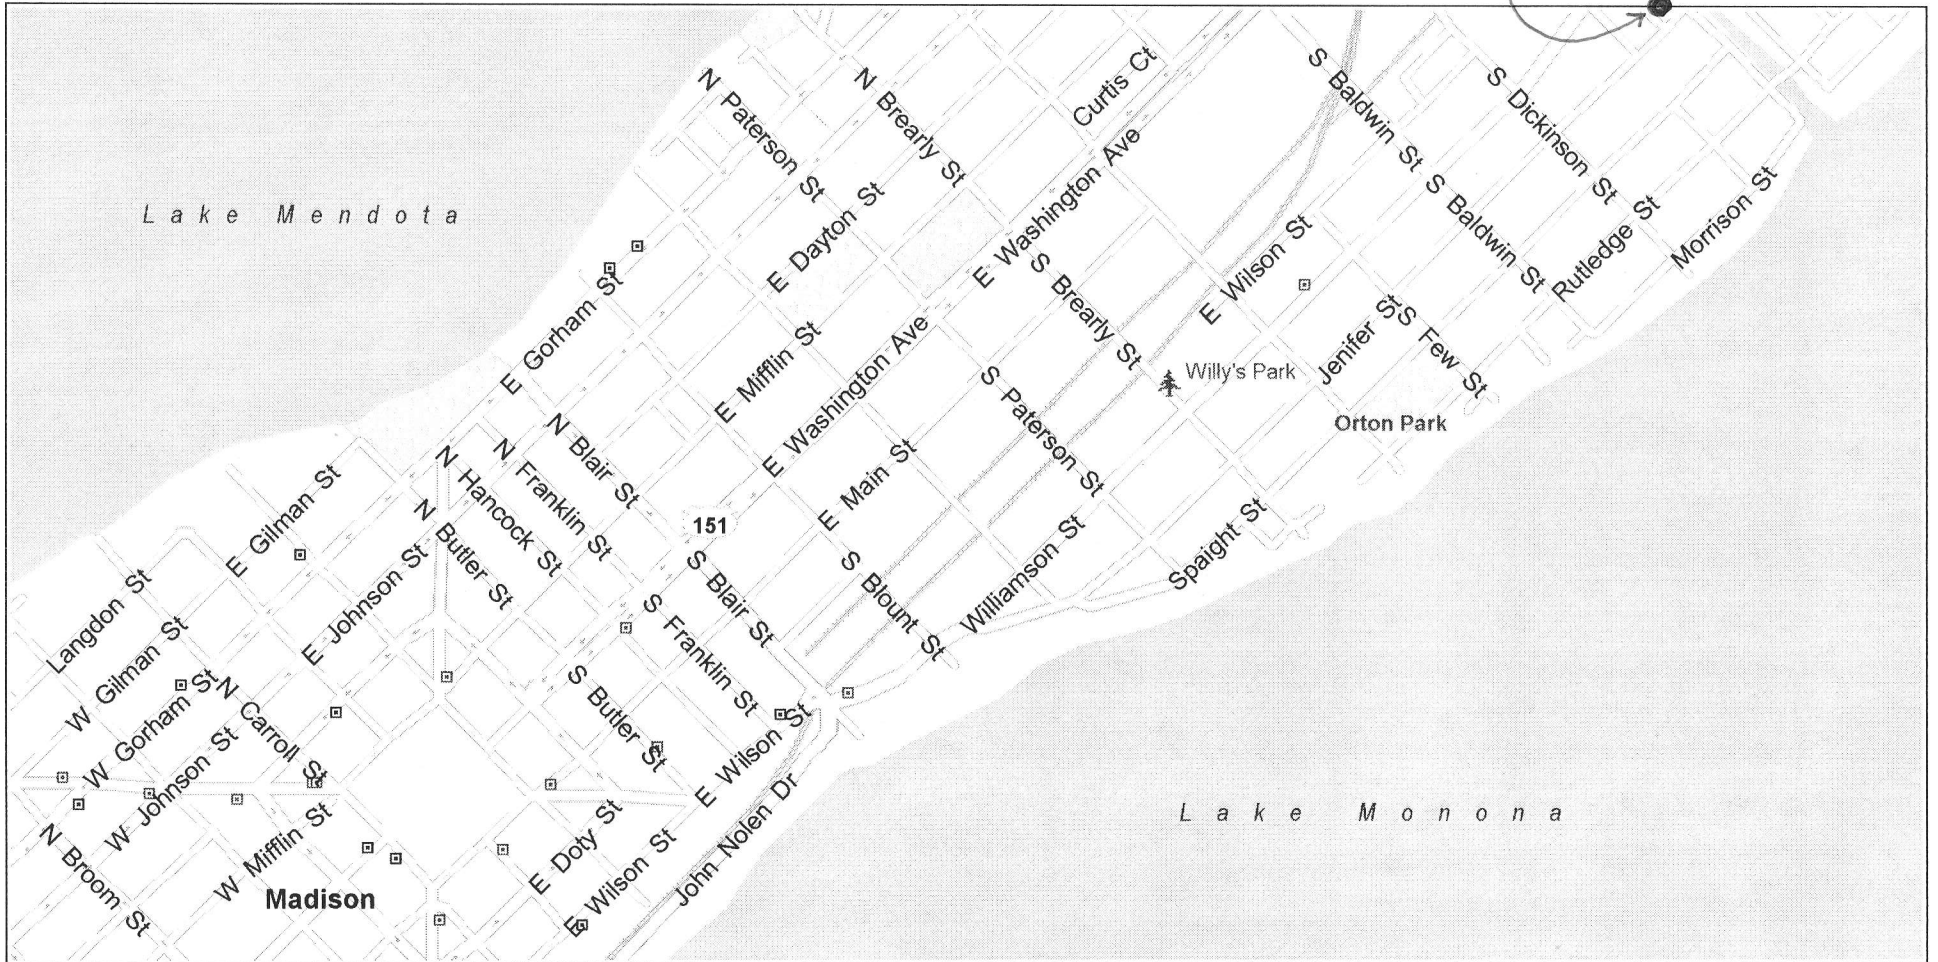 N Paterson St
N Brearly St
Curtis Ct
S Baldwin St
S Dickinson St
Lake Mendota
E Dayton St
E Washington Ave
S Baldwin St
Rutledge St
Morrison St
E Gorham St
E Mifflin St
E Washington Ave
S Brearly St
E Wilson St
Willy's Park
Jenifer St
S Few St
Orton Park
N Blair St
N Franklin St
N Hancock St
N Butler St
E Gilman St
E Johnson St
151
E Main St
S Paterson St
S Blair St
S Blount St
Williamson St
Spaight St
Langdon St
W Gilman St
W Gorham St
N Carroll St
W Johnson St
S Franklin St
S Butler St
E Wilson St
John Nolen Dr
Lake Monona
W Mifflin St
E Doty St
E Wilson St
N Broom St
Madison